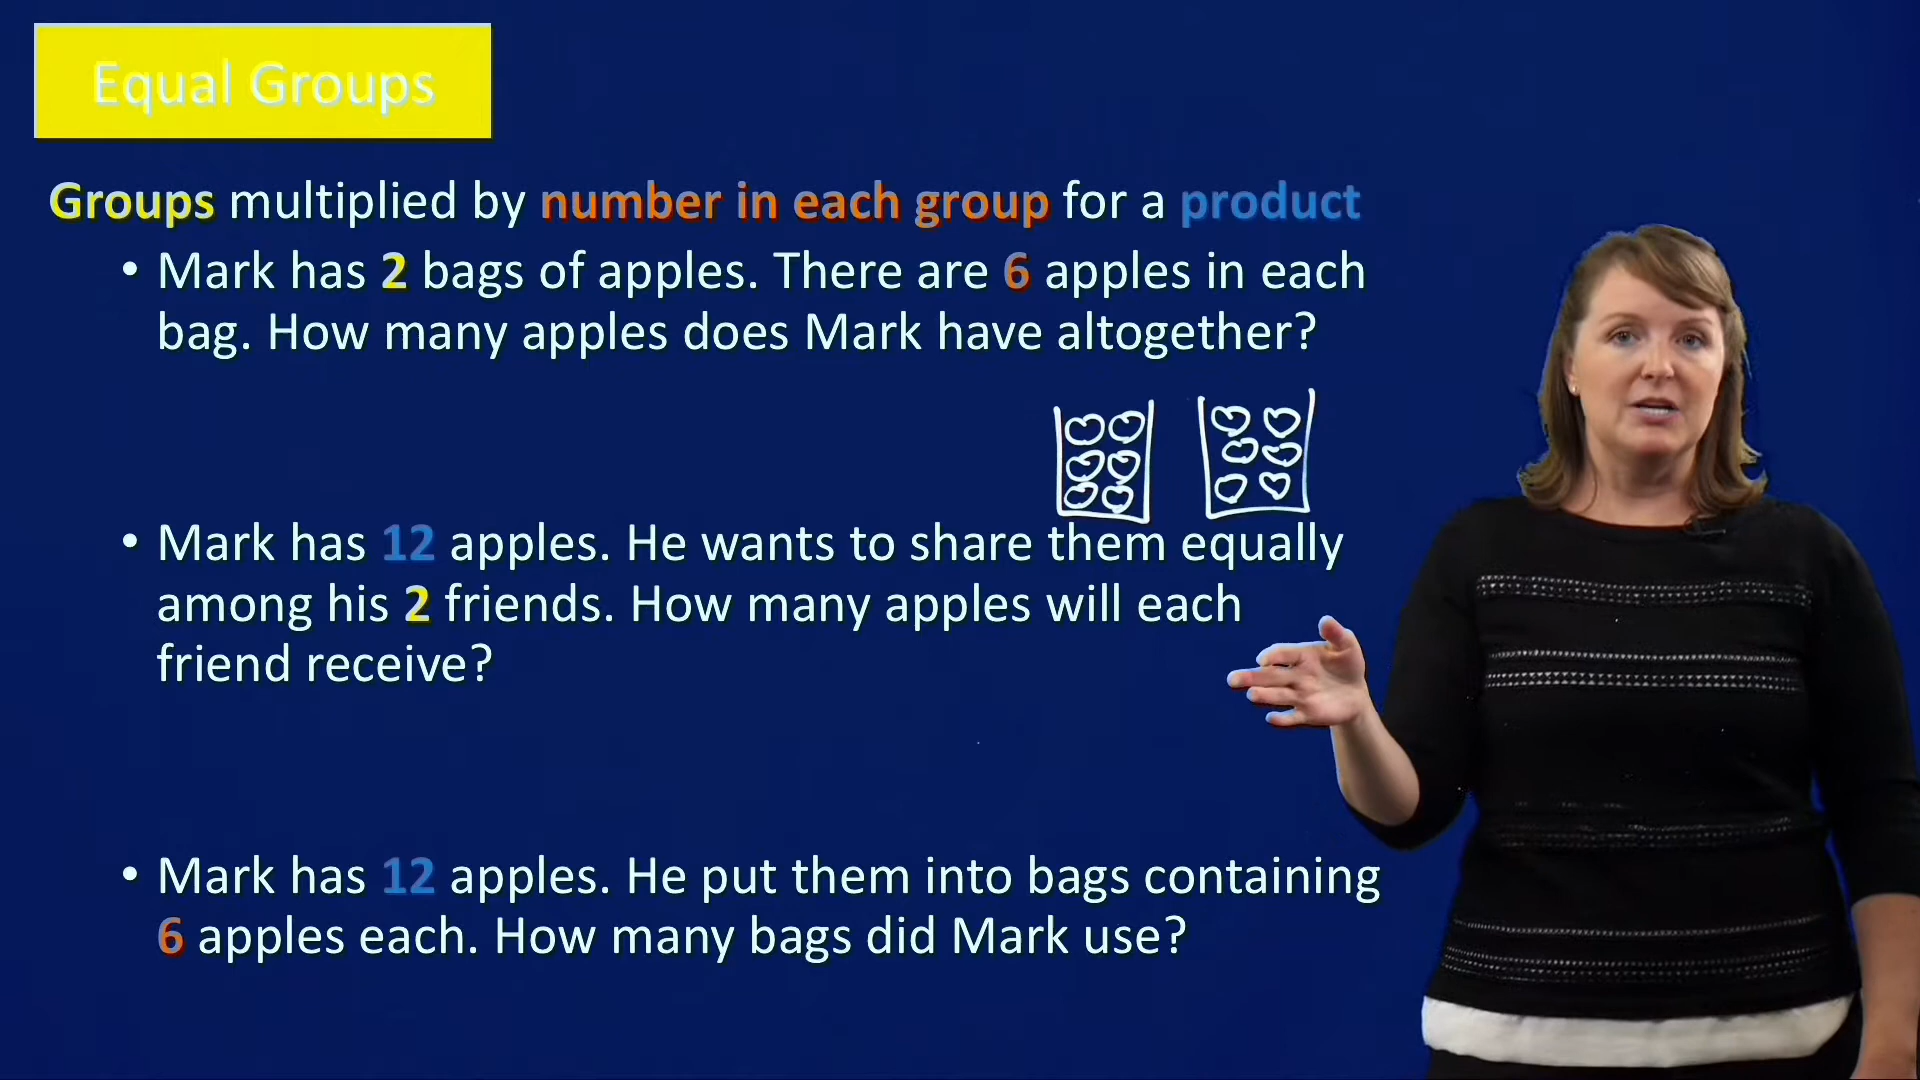 Equal Groups
Groups multiplied by number in each group for a product
• Mark has 2 bags of apples. There are 6 apples in each
bag. How many apples does Mark have altogether?
• Mark has 12 apples. He wants to share them equally
among his 2 friends. How many apples will each
friend receive?
• Mark has 12 apples. He put them into bags containing
6 apples each. How many bags did Mark use?